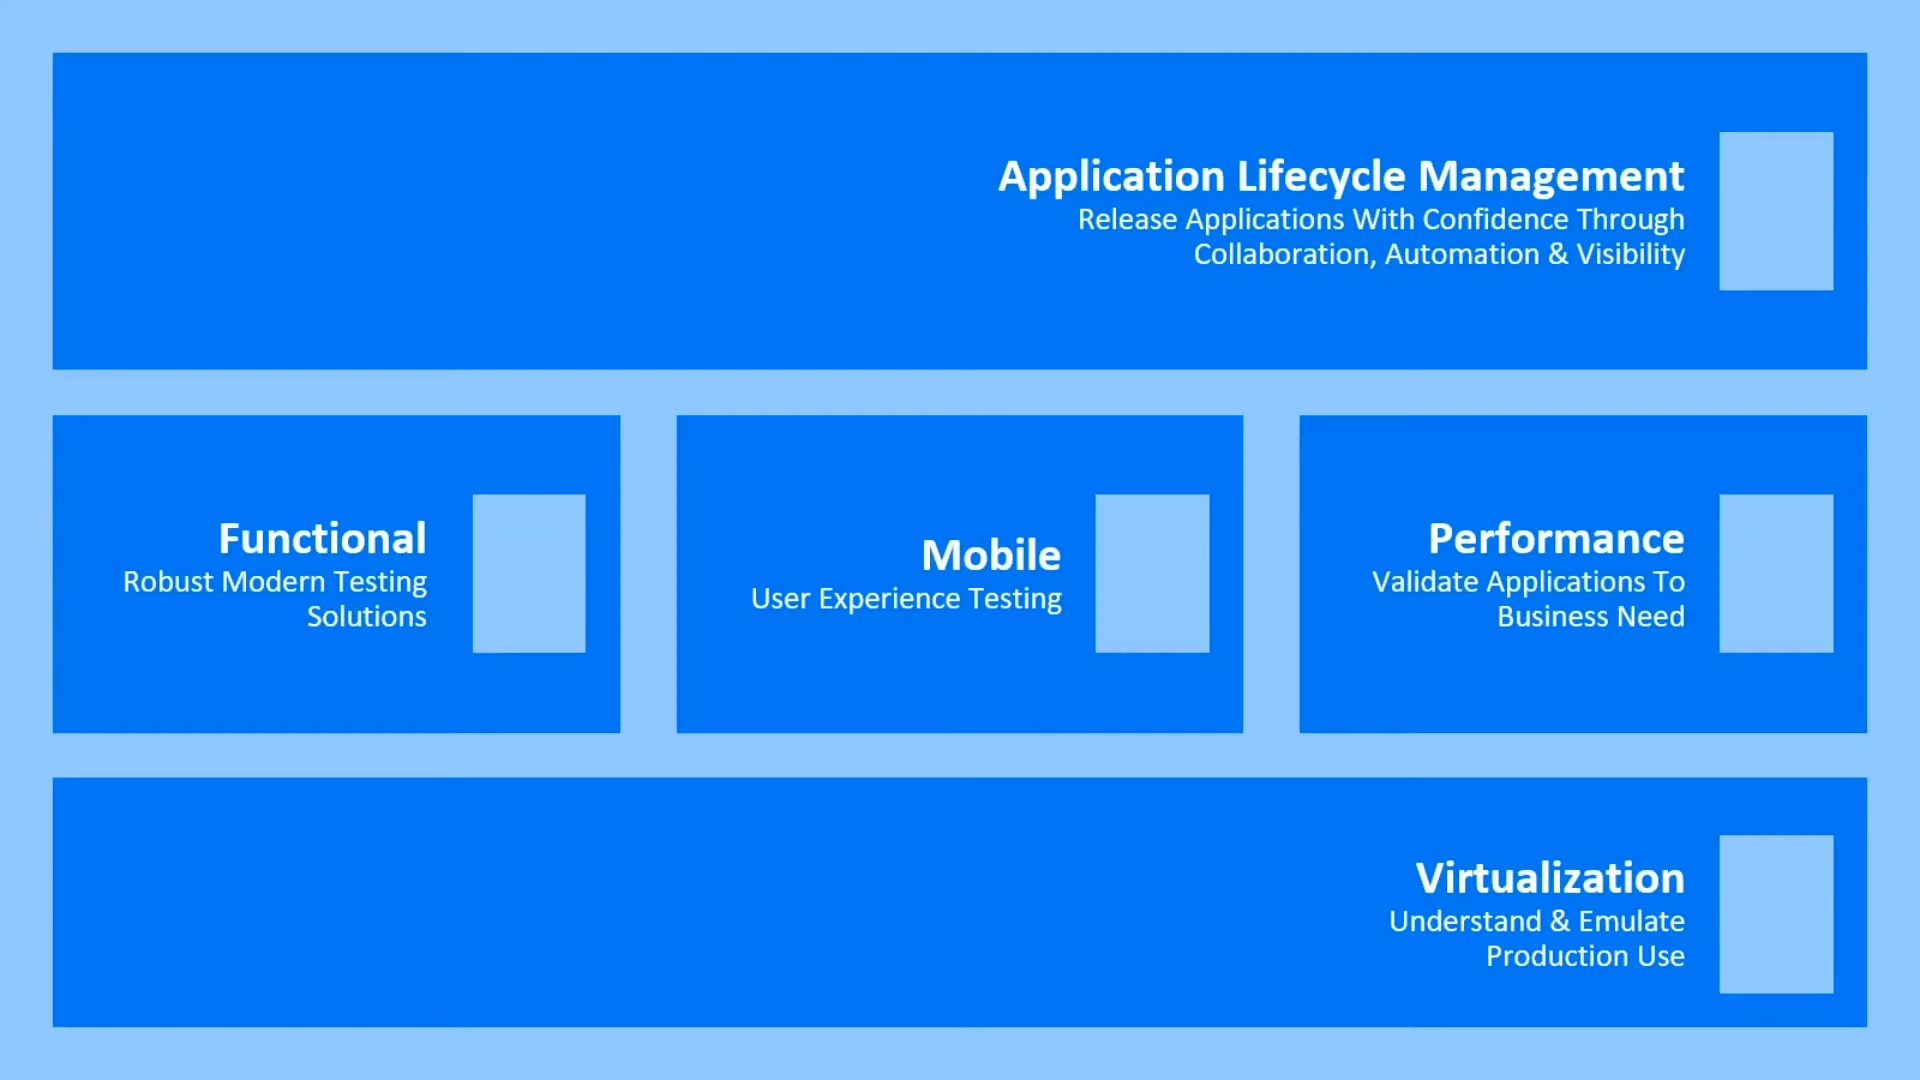 Application Lifecycle Management
Release Applications With Confidence Through
Collaboration, Automation & Visibility
Functional
Robust Modern Testing
Solutions
Mobile
User Experience Testing
Performance
Validate Applications To
Business Need
Virtualization
Understand & Emulate
Production Use